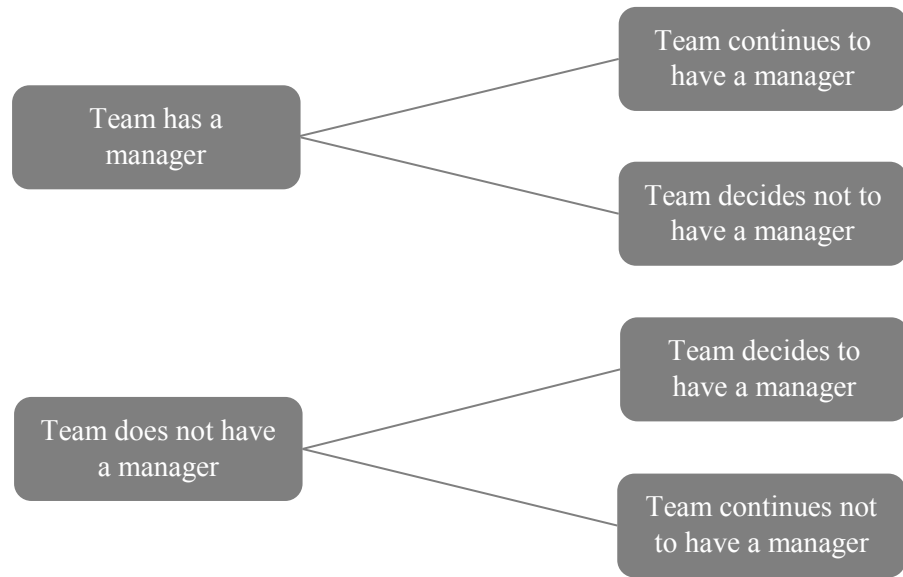 Team continues to
have a manager
Team has a
manager
Team decides not to
have a manager
Team decides to
have a manager
Team does not have
a manager
Team continues not
to have a manager